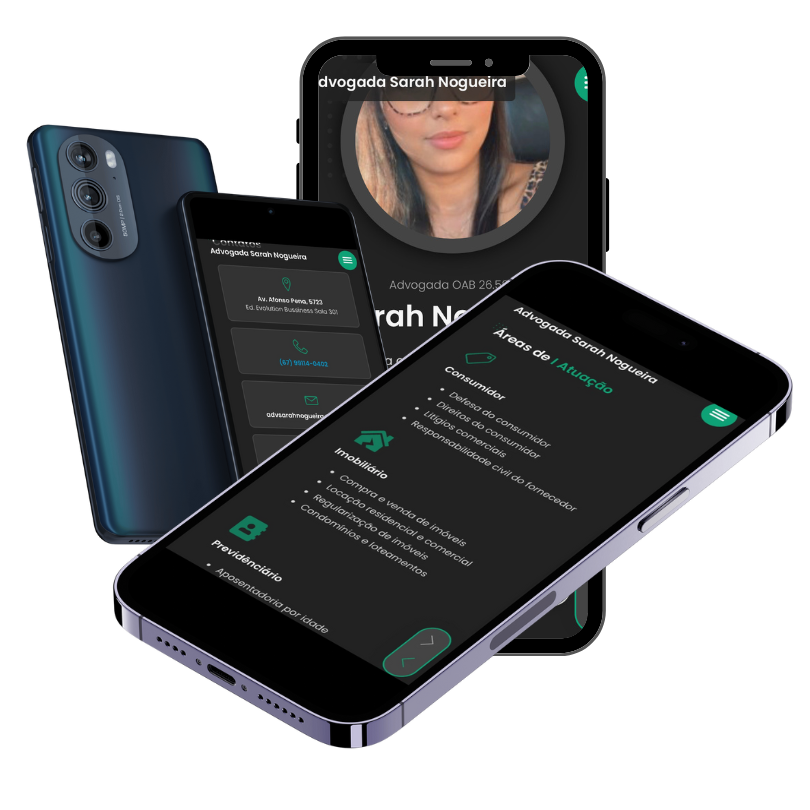 dvogada Sarah Nogueira
Advogada OAB 26.5
rah No
Contatos
Advogada Sarah Nogueira
Av. Afonso Pena, 5723
Ed. Evolution Bussiness Sala 301
(67) 99114-0402
advsarahnogueira
Advogada Sarah Nogueira
Áreas de | Atuação
Consumidor
Defesa do consumidor
Direitos do consumidor
Litígios comerciais
Responsabilidade civil do fornecedor
Imobiliário
Compra e venda de imóveis
Locação residencial e comercial
Regularização de imóveis
Condomínios e loteamentos
Previdênciário
Aposentadoria por idade